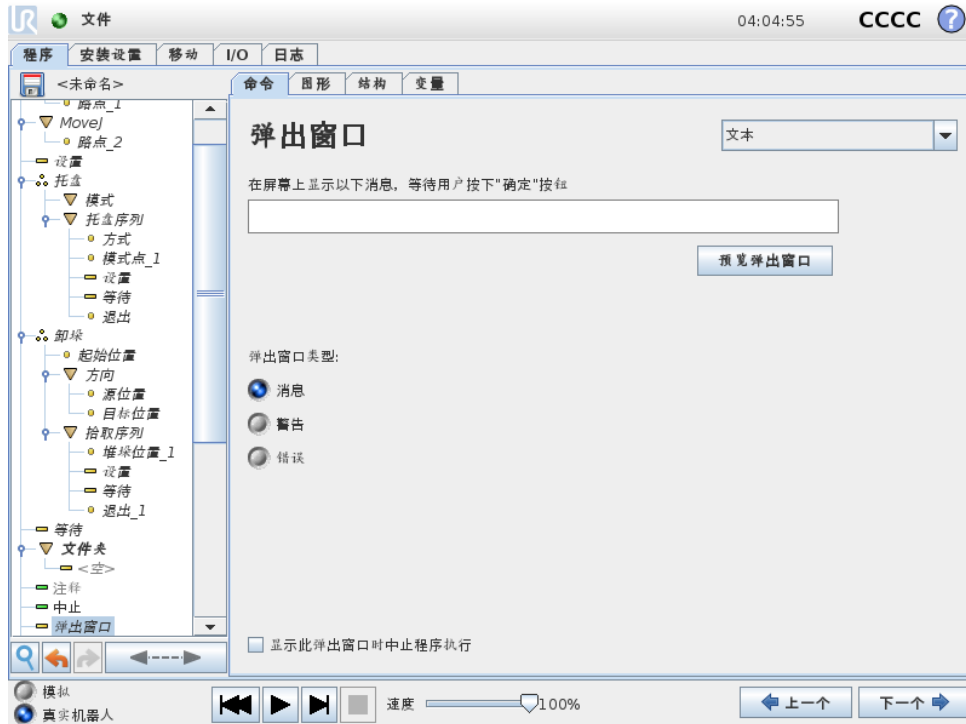 UR 文件 04:04:55 CCCC ?
程序 安装设置 移动 I/O 日志
<未命名> 命令 图形 结构 变量
路点_1
MoveJ
路点_2
设置
托盘
模式
托盘序列
方式
模式点_1
设置
等待
退出
卸垛
起始位置
方向
源位置
目标位置
拾取序列
堆垛位置_1
设置
等待
退出_1
等待
文件夹
<空>
注释
中止
弹出窗口
弹出窗口 文本
在屏幕上显示以下消息，等待用户按下"确定"按钮
预览弹出窗口
弹出窗口类型:
消息
警告
错误
显示此弹出窗口时中止程序执行
模拟
真实机器人
速度 100% 上一个 下一个